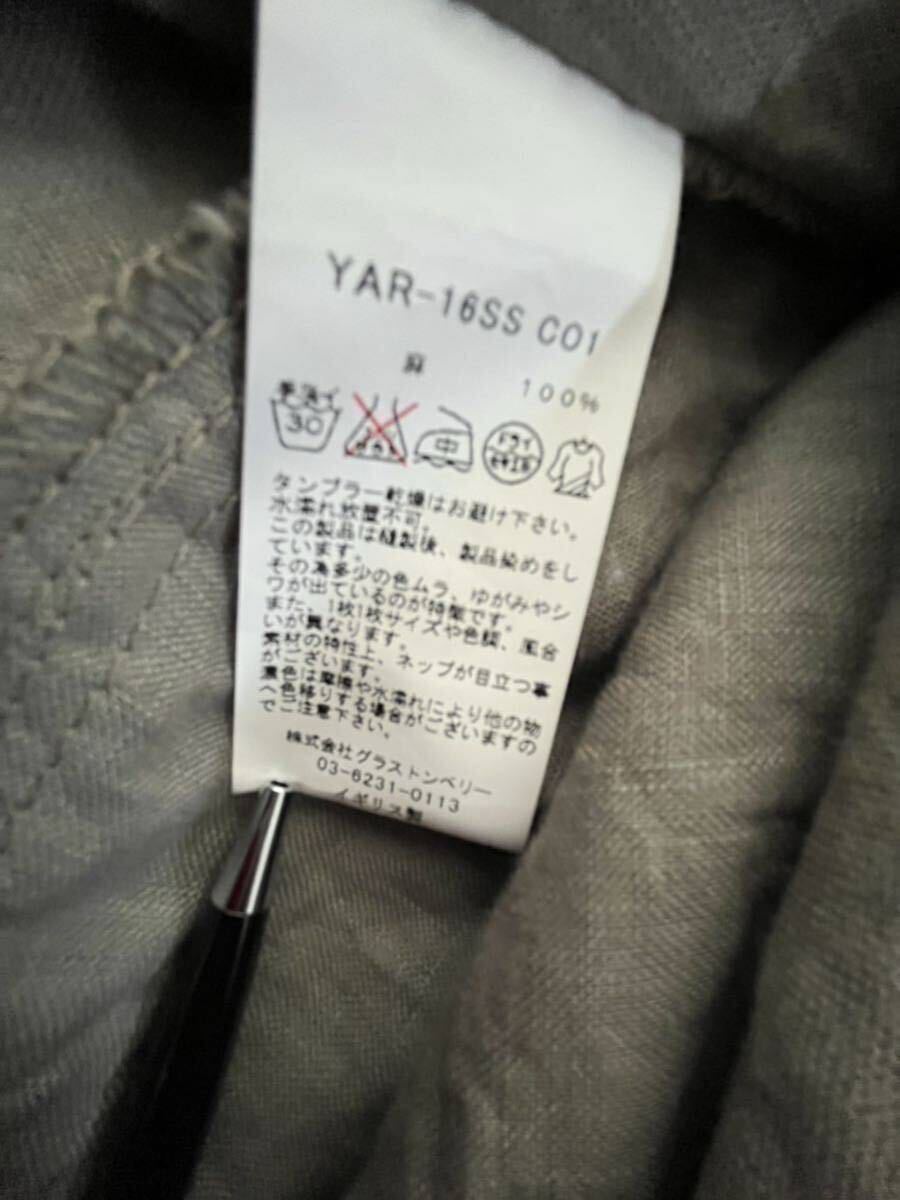 YAR-16SS C01
麻 100%
手洗イ
30
中
ドライ
タンブラー乾燥はお避け下さい。
水濡れ放置不可。
この製品は縫製後、製品染めをし
ています。
その為多少の色ムラ、ゆがみやシ
ワが出ているのが特徴です。
また、1枚1枚サイズや色調、風合
いが異なります。
素材の特性上、ネップが目立つ事
がございます。
濃色は摩擦や水濡れにより他の物
へ色移りする場合がございますの
でご注意下さい。
株式会社グラストンベリー
03-6231-0113
イギリス製